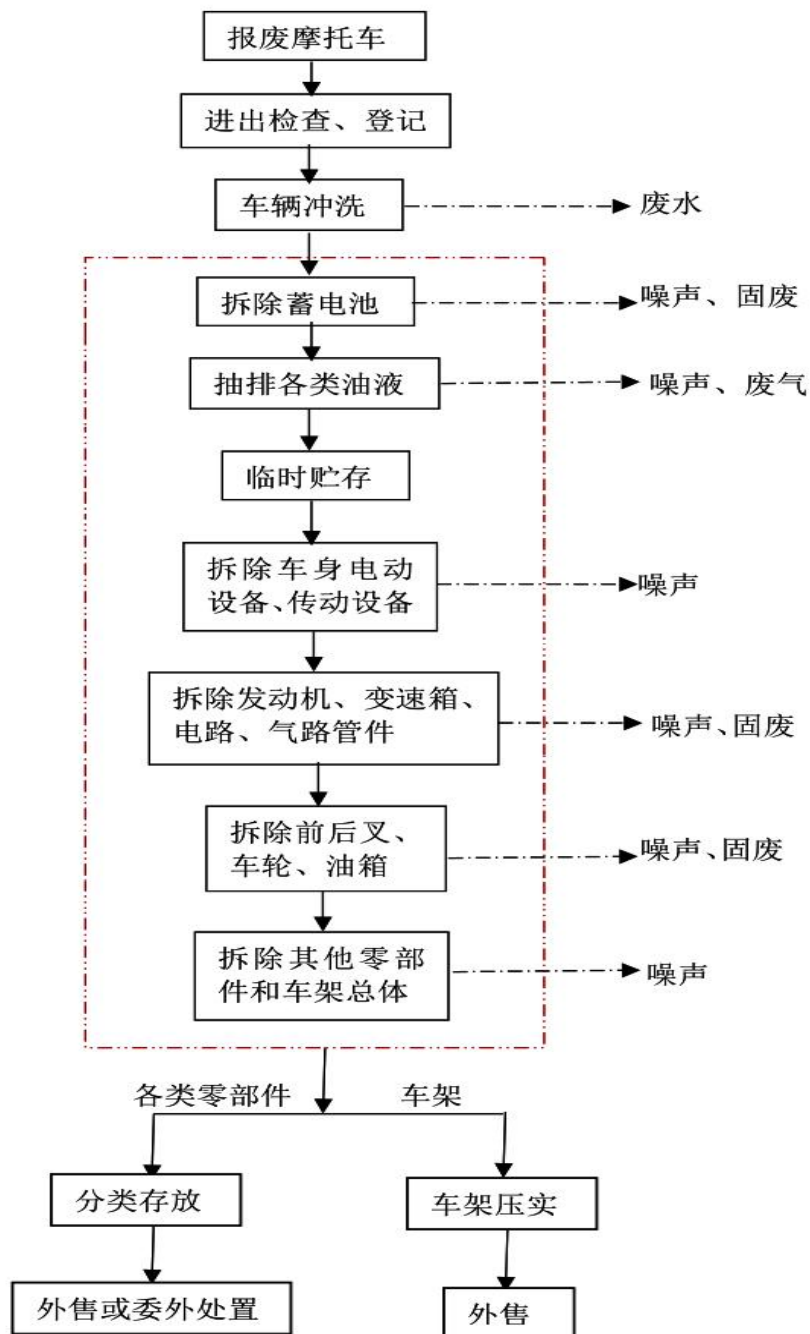 报废摩托车
进出检查、登记
车辆冲洗
废水
拆除蓄电池
噪声、固废
抽排各类油液
噪声、废气
临时贮存
拆除车身电动
设备、传动设备
噪声
拆除发动机、变速箱、
电路、气路管件
噪声、固废
拆除前后叉、
车轮、油箱
噪声、固废
拆除其他零部
件和车架总体
噪声
各类零部件
车架
分类存放
车架压实
外售或委外处置
外售